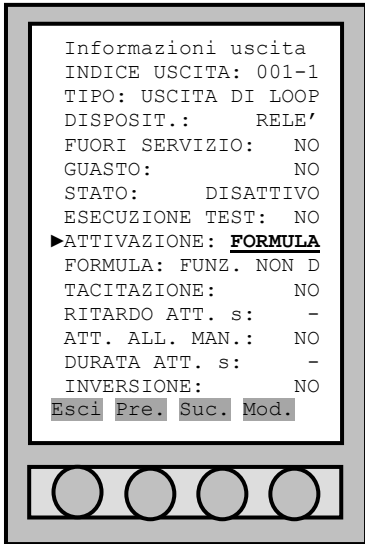 Informazioni uscita
INDICE USCITA: 001-1
TIPO: USCITA DI LOOP
DISPOSIT.: RELE’
FUORI SERVIZIO: NO
GUASTO: NO
STATO: DISATTIVO
ESECUZIONE TEST: NO
►ATTIVAZIONE: FORMULA
FORMULA: FUNZ. NON D
TACITAZIONE: NO
RITARDO ATT. s: -
ATT. ALL. MAN.: NO
DURATA ATT. s: -
INVERSIONE: NO
Esci Pre. Suc. Mod.